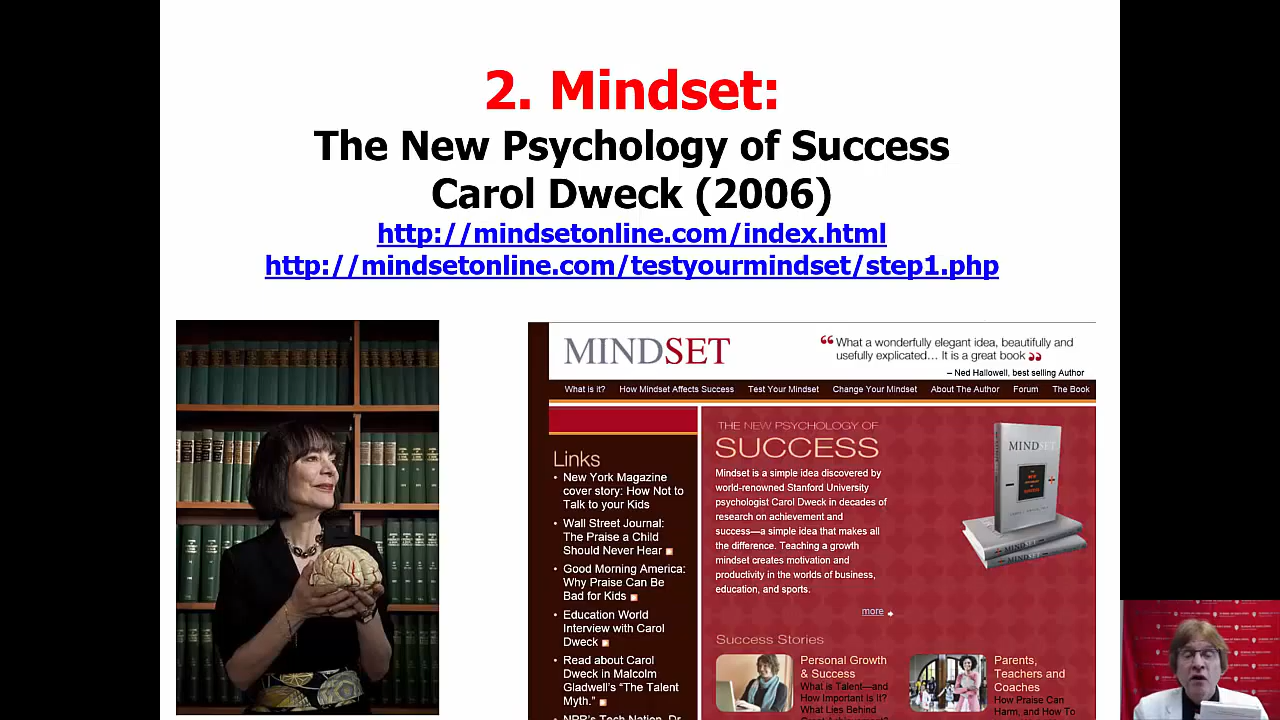 2. Mindset:
The New Psychology of Success
Carol Dweck (2006)
http://mindsetonline.com/index.html
http://mindsetonline.com/testyourmindset/step1.php
MINDSET
“ What a wonderfully elegant idea, beautifully and
usefully explicated... It is a great book ”
– Ned Hallowell, best selling Author
What is it? How Mindset Affects Success Test Your Mindset Change Your Mindset About The Author Forum The Book
Links
• New York Magazine
cover story: How Not to
Talk to your Kids
• Wall Street Journal:
The Praise a Child
Should Never Hear
• Good Morning America:
Why Praise Can Be
Bad for Kids
• Education World
Interview with Carol
Dweck
• Read about Carol
Dweck in Malcolm
Gladwell's “The Talent
Myth.”
• NPR's Tech Nation, Dr.
THE NEW PSYCHOLOGY OF
SUCCESS
Mindset is a simple idea discovered by
world-renowned Stanford University
psychologist Carol Dweck in decades of
research on achievement and
success—a simple idea that makes all
the difference. Teaching a growth
mindset creates motivation and
productivity in the worlds of business,
education, and sports.
more
MINDSET
MINDSET
MINDSET
Success Stories
Personal Growth
& Success
What is Talent—and
How Important Is It?
What Lies Behind
Parents,
Teachers and
Coaches
How Praise Can
Harm, and How To